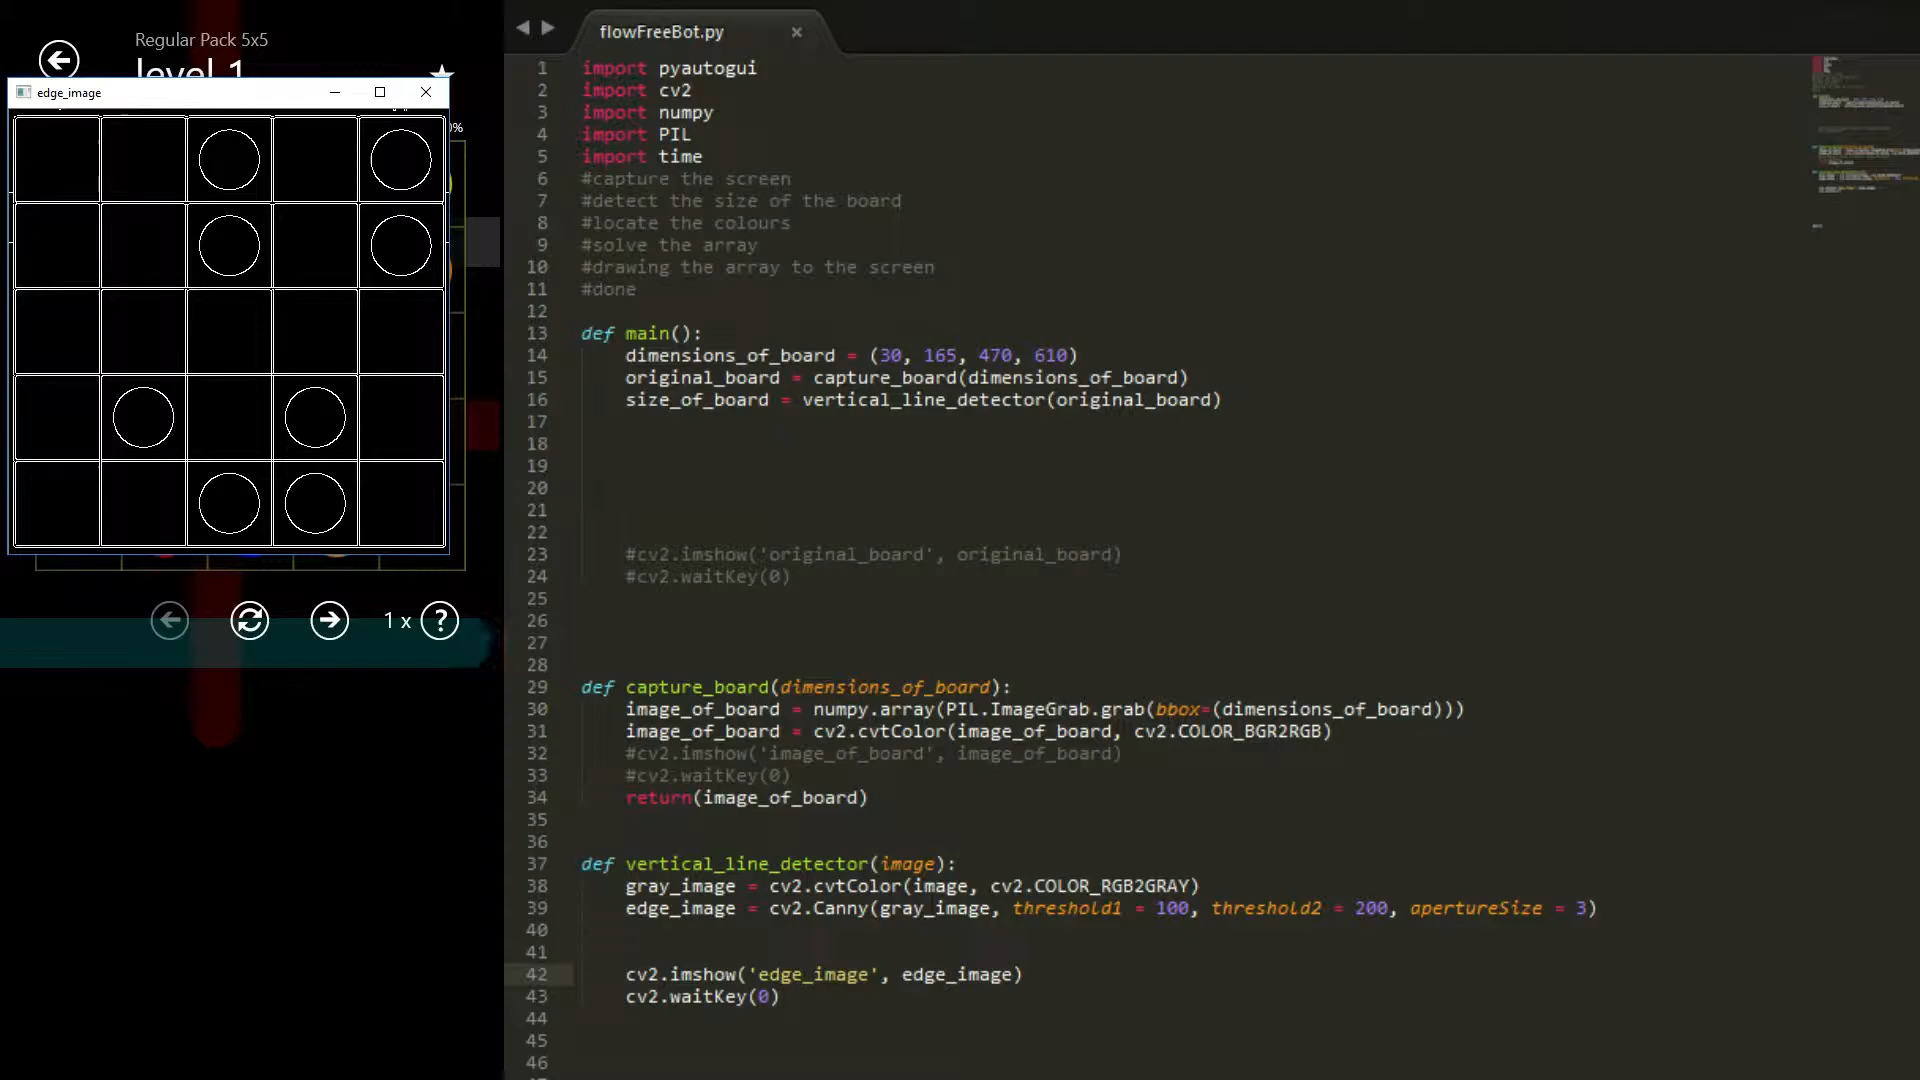 Regular Pack 5x5
level 1
edge_image
0%
1 x ?
flowFreeBot.py
1 import pyautogui
2 import cv2
3 import numpy
4 import PIL
5 import time
6 #capture the screen
7 #detect the size of the board
8 #locate the colours
9 #solve the array
10 #drawing the array to the screen
11 #done
12
13 def main():
14 dimensions_of_board = (30, 165, 470, 610)
15 original_board = capture_board(dimensions_of_board)
16 size_of_board = vertical_line_detector(original_board)
17
18
19
20
21
22
23 #cv2.imshow('original_board', original_board)
24 #cv2.waitKey(0)
25
26
27
28
29 def capture_board(dimensions_of_board):
30 image_of_board = numpy.array(PIL.ImageGrab.grab(bbox=(dimensions_of_board)))
31 image_of_board = cv2.cvtColor(image_of_board, cv2.COLOR_BGR2RGB)
32 #cv2.imshow('image_of_board', image_of_board)
33 #cv2.waitKey(0)
34 return(image_of_board)
35
36
37 def vertical_line_detector(image):
38 gray_image = cv2.cvtColor(image, cv2.COLOR_RGB2GRAY)
39 edge_image = cv2.Canny(gray_image, threshold1 = 100, threshold2 = 200, apertureSize = 3)
40
41
42 cv2.imshow('edge_image', edge_image)
43 cv2.waitKey(0)
44
45
46